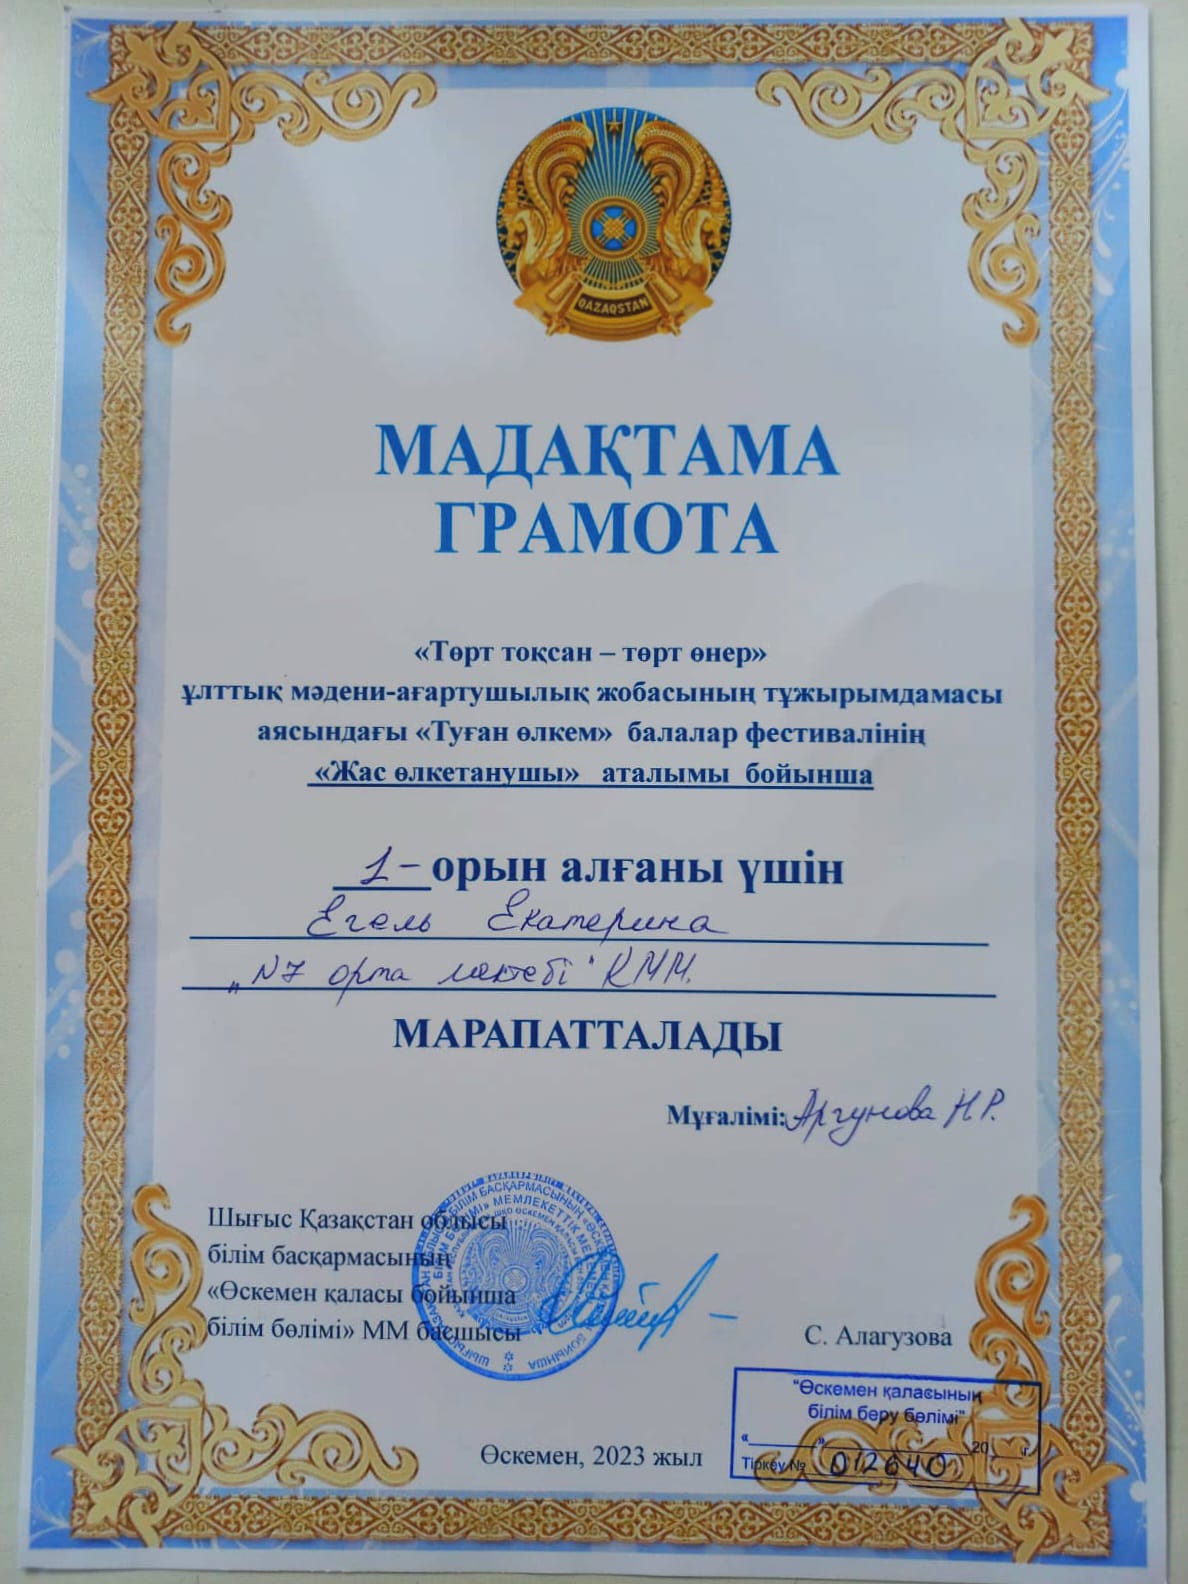 QAZAQSTAN
МАДАҚТАМА
ГРАМОТА
«Төрт тоқсан – төрт өнер»
ұлттық мәдени-ағартушылық жобасының тұжырымдамасы
аясындағы «Туған өлкем» балалар фестивалінің
«Жас өлкетанушы» аталымы бойынша
1- орын алғаны үшін
Егель Екатерина
„N7 орта мектебі" КММ.
МАРАПАТТАЛАДЫ
Мұғалімі: Аргунова Н.Р.
Шығыс Қазақстан облысы
білім басқармасының
«Өскемен қаласы бойынша
білім бөлімі» ММ басшысы
С. Алагузова
"Өскемен қаласының
білім беру бөлімі"
«______»____________20___г.
Тіркеу № 012640
Өскемен, 2023 жыл